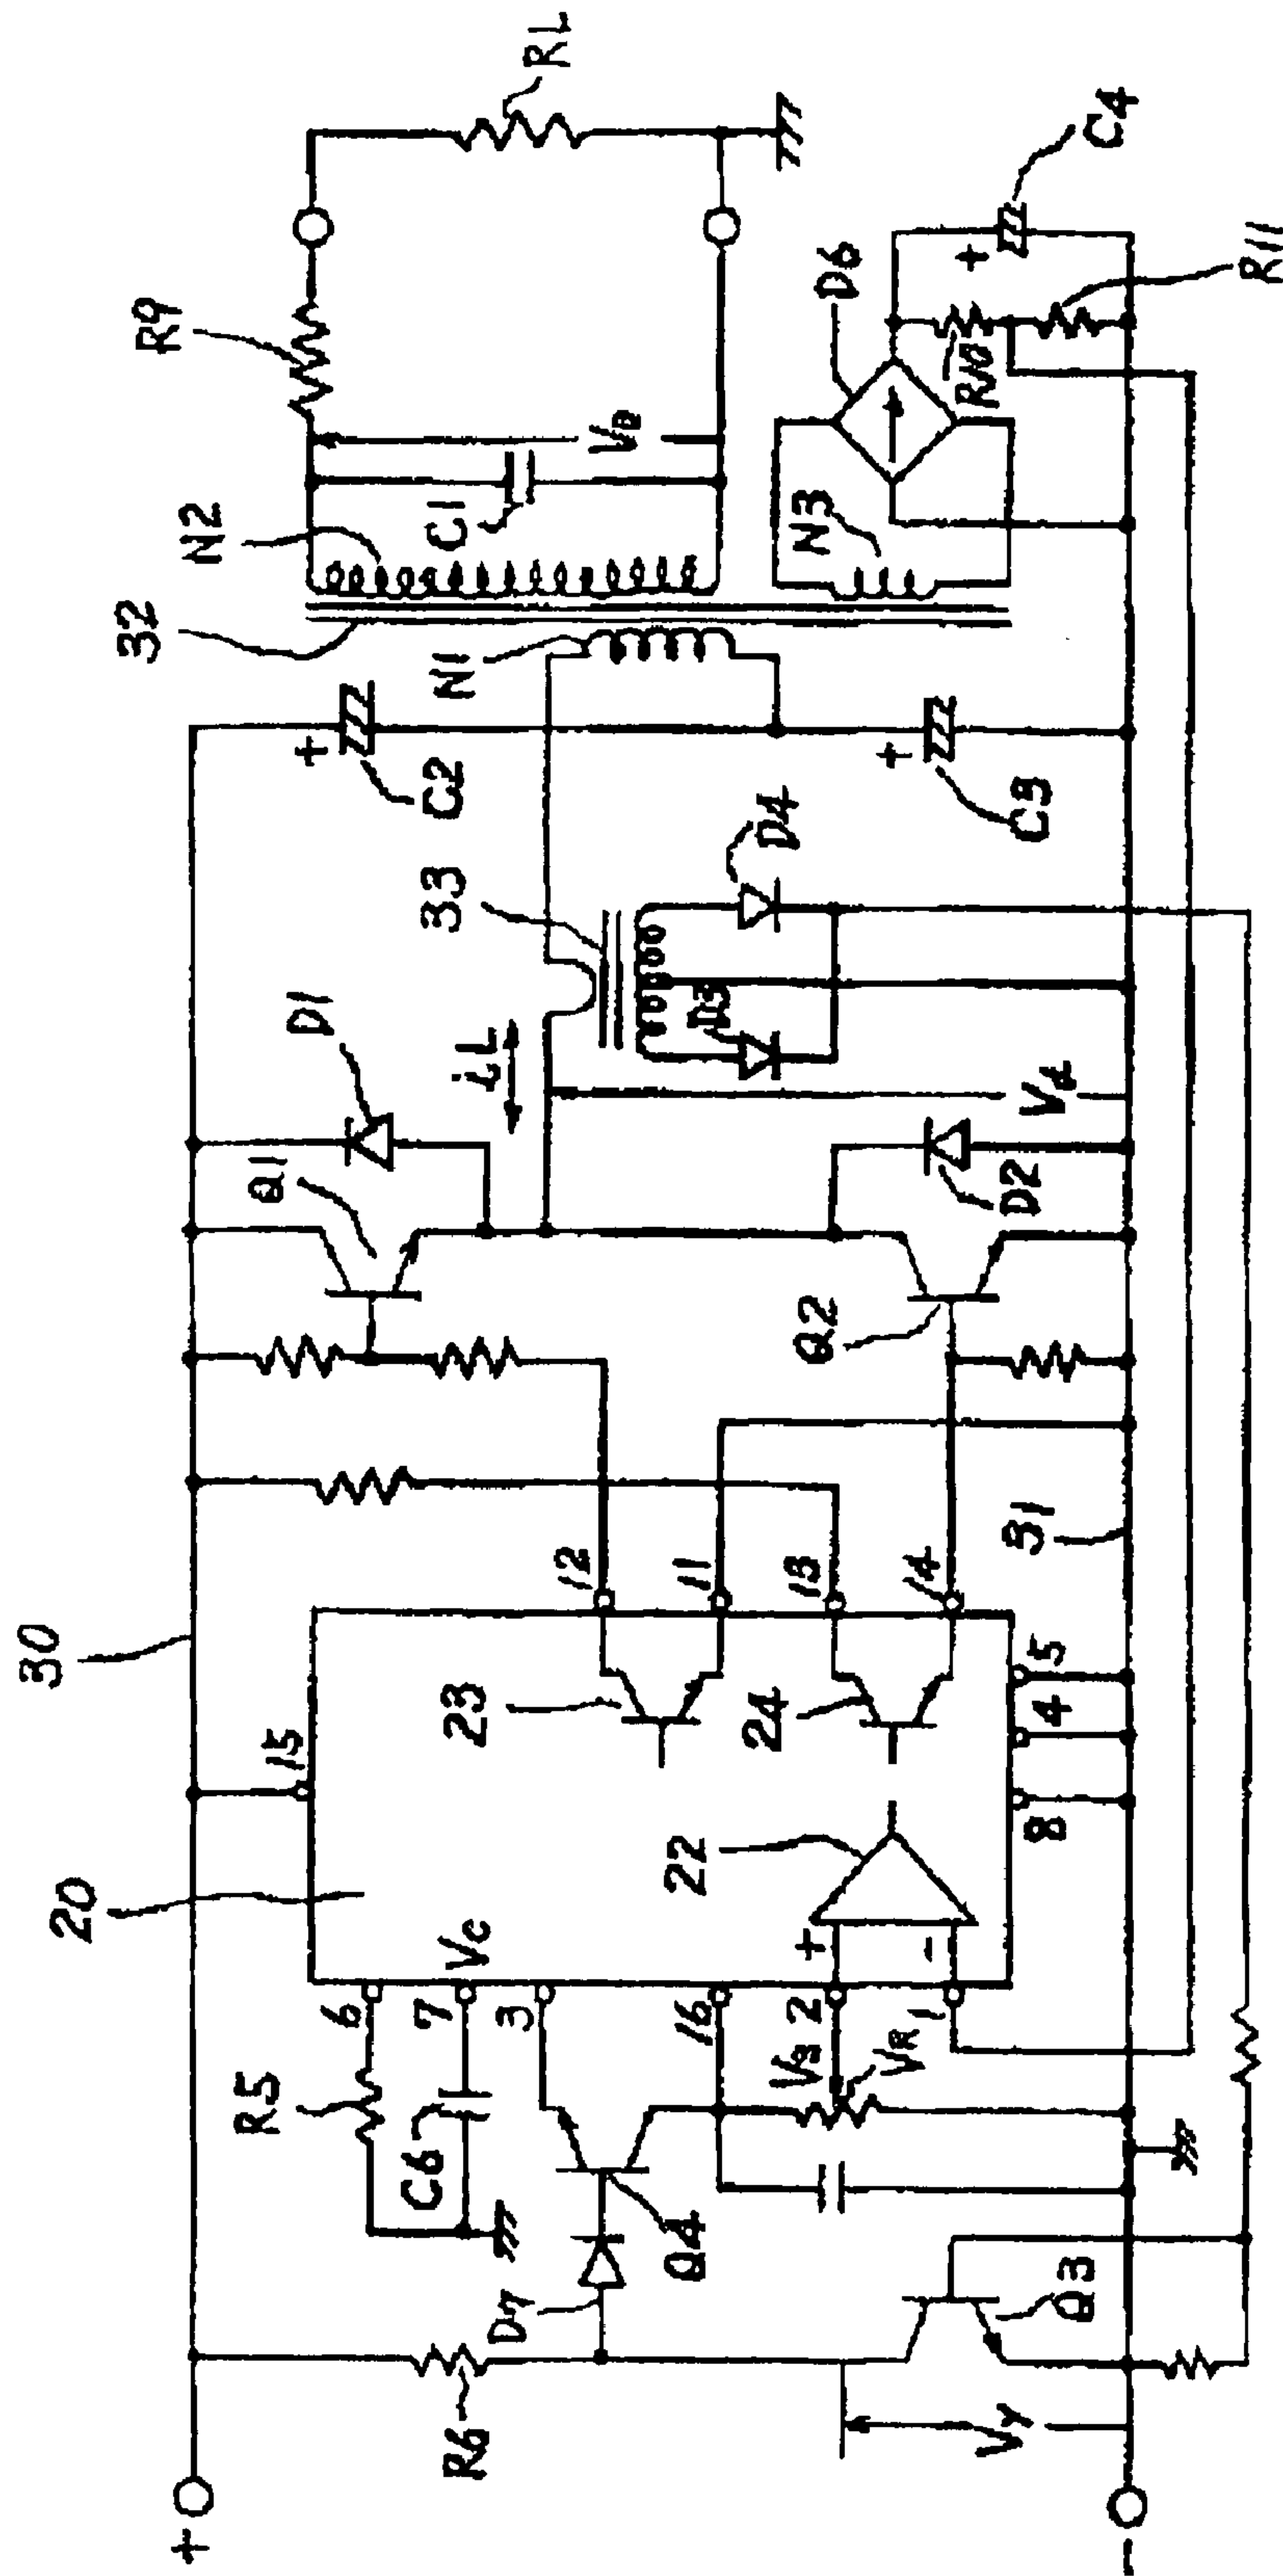 +
30
20
R5
6
7
Vc
15
C6
3
D7
Q4
R6
16
V3
2
+
VR
1
-
22
23
24
12
11
13
14
8
4
5
31
Q3
Vγ
-
Q1
D1
Q2
D2
iL
Vd
33
D3
D4
+
C2
+
C3
32
N1
N2
N3
C1
VB
R9
RL
D6
R10
R11
+
C4